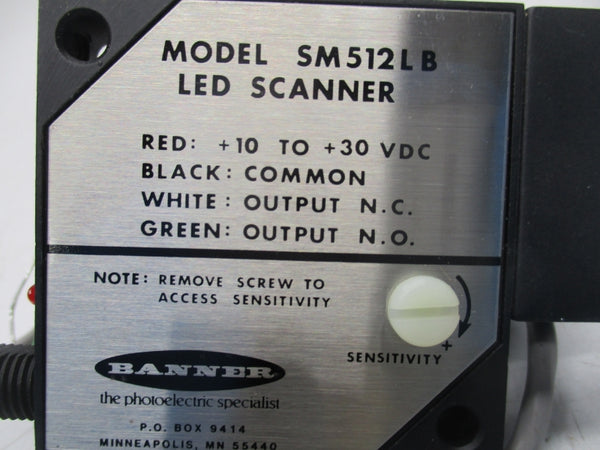 MODEL SM512LB
LED SCANNER
RED: +10 TO +30 VDC
BLACK: COMMON
WHITE: OUTPUT N.C.
GREEN: OUTPUT N.O.
NOTE: REMOVE SCREW TO
ACCESS SENSITIVITY
SENSITIVITY +
BANNER
the photoelectric specialist
P.O. BOX 9414
MINNEAPOLIS, MN 55440